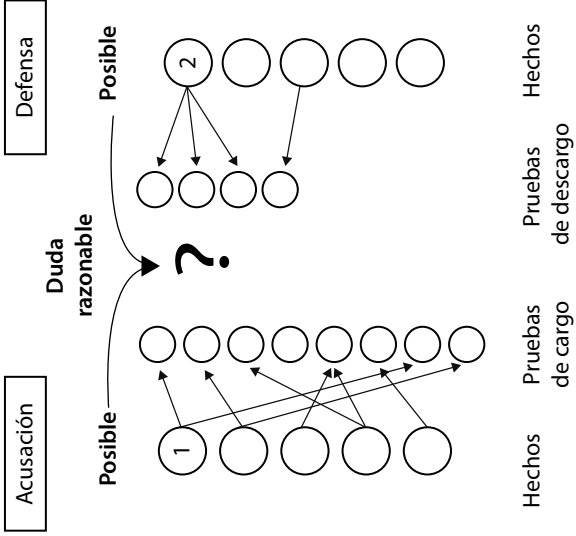 Acusación
Defensa
Posible
Duda
razonable
Posible
?
1
2
Hechos
Pruebas
de cargo
Pruebas
de descargo
Hechos